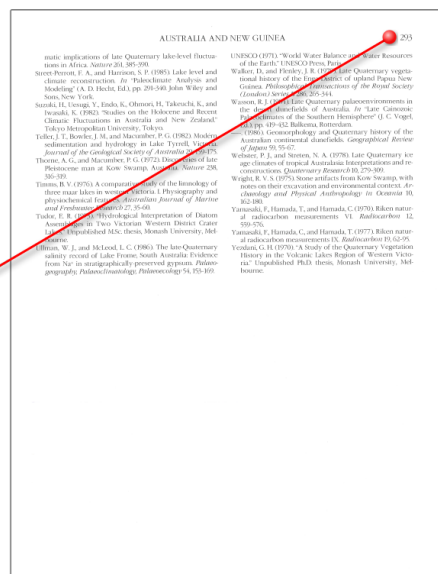 AUSTRALIA AND NEW GUINEA 293
matic implications of late Quaternary lake-level fluctua-
tions in Africa. Nature 261, 385-390.
Street-Perrott, F. A., and Harrison, S. P. (1985). Lake level and
climate reconstruction. In "Paleoclimate Analysis and
Modeling" (A. D. Hecht, Ed.), pp. 291-340. John Wiley and
Sons, New York.
Suzuki, H., Uesugi, Y., Endo, K., Ohmori, H., Takeuchi, K., and
Iwasaki, K. (1982). "Studies on the Holocene and Recent
Climatic Fluctuations in Australia and New Zealand."
Tokyo Metropolitan University, Tokyo.
Teller, J. T., Bowler, J. M., and Macumber, P. G. (1982). Modern
sedimentation and hydrology in Lake Tyrrell, Victoria.
Journal of the Geological Society of Australia 29, 159-175.
Thorne, A. G., and Macumber, P. G. (1972). Discoveries of late
Pleistocene man at Kow Swamp, Australia. Nature 238,
316-319.
Timms, B. V. (1976). A comparative study of the limnology of
three maar lakes in western Victoria. I. Physiography and
physiochemical features. Australian Journal of Marine
and Freshwater Research 27, 35-60.
Tudor, E. R. "Hydrological Interpretation of Diatom
Assemblages in Two Victorian Western District Crater
Lakes." Unpublished M.Sc. thesis, Monash University, Mel-
bourne.
Ullman, W. J., and McLeod, L. C. (1986). The late-Quaternary
salinity record of Lake Frome, South Australia: Evidence
from Na+ in stratigraphically-preserved gypsum. Palaeo-
geography, Palaeoclimatology, Palaeoecology 54, 153-169.
UNESCO (1971). "World Water Balance and Water Resources
of the Earth." UNESCO Press, Paris.
Walker, D., and Flenley, J. R. Late Quaternary vegeta-
tional history of the Enga District of upland Papua New
Guinea. Philosophical Transactions of the Royal Society
(London) Series B 286, 265-344.
Wasson, R. J. Late Quaternary palaeoenvironments in
the desert dunefields of Australia. In "Late Cainozoic
Palaeoclimates of the Southern Hemisphere" (J. C. Vogel,
Ed.), pp. 419-432. Balkema, Rotterdam.
(1986). Geomorphology and Quaternary history of the
Australian continental dunefields. Geographical Review
of Japan 59, 55-67.
Webster, P. J., and Streten, N. A. (1978). Late Quaternary ice
age climates of tropical Australasia: Interpretations and re-
constructions. Quaternary Research 10, 279-309.
Wright, R. V. S. (1975). Stone artifacts from Kow Swamp, with
notes on their excavation and environmental context. Ar-
chaeology and Physical Anthropology in Oceania 10,
162-180.
Yamasaki, F., Hamada, T., and Hamada, C. (1970). Riken natur-
al radiocarbon measurements VI. Radiocarbon 12,
559-576.
Yamasaki, F., Hamada, C., and Hamada, T. (1977). Riken natur-
al radiocarbon measurements IX. Radiocarbon 19, 62-95.
Yezdani, G. H. (1970). "A Study of the Quaternary Vegetation
History in the Volcanic Lakes Region of Western Victo-
ria." Unpublished Ph.D. thesis, Monash University, Mel-
bourne.